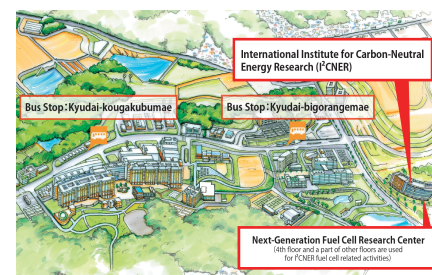 International Institute for Carbon-Neutral
Energy Research (I²CNER)
Bus Stop：Kyudai-kougakubumae
Bus Stop：Kyudai-bigorangemae
Next-Generation Fuel Cell Research Center
(4th floor and a part of other floors are used
for I²CNER fuel cell related activities)